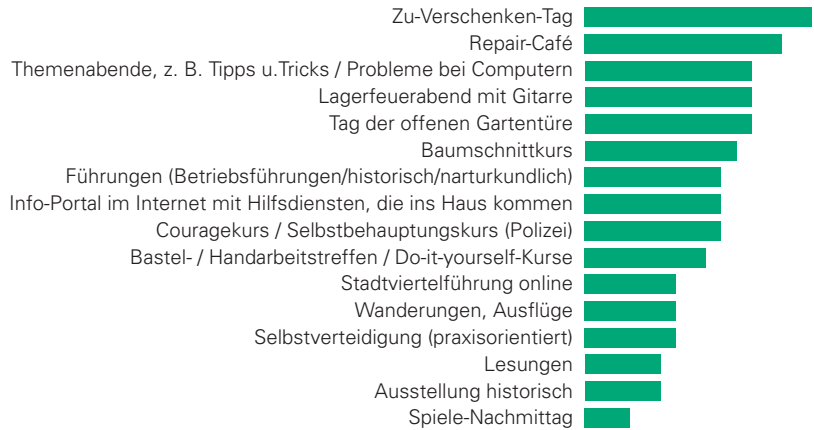 Zu-Verschenken-Tag
Repair-Café
Themenabende, z. B. Tipps u.Tricks / Probleme bei Computern
Lagerfeuerabend mit Gitarre
Tag der offenen Gartentüre
Baumschnittkurs
Führungen (Betriebsführungen/historisch/narturkundlich)
Info-Portal im Internet mit Hilfsdiensten, die ins Haus kommen
Couragekurs / Selbstbehauptungskurs (Polizei)
Bastel- / Handarbeitstreffen / Do-it-yourself-Kurse
Stadtviertelführung online
Wanderungen, Ausflüge
Selbstverteidigung (praxisorientiert)
Lesungen
Ausstellung historisch
Spiele-Nachmittag